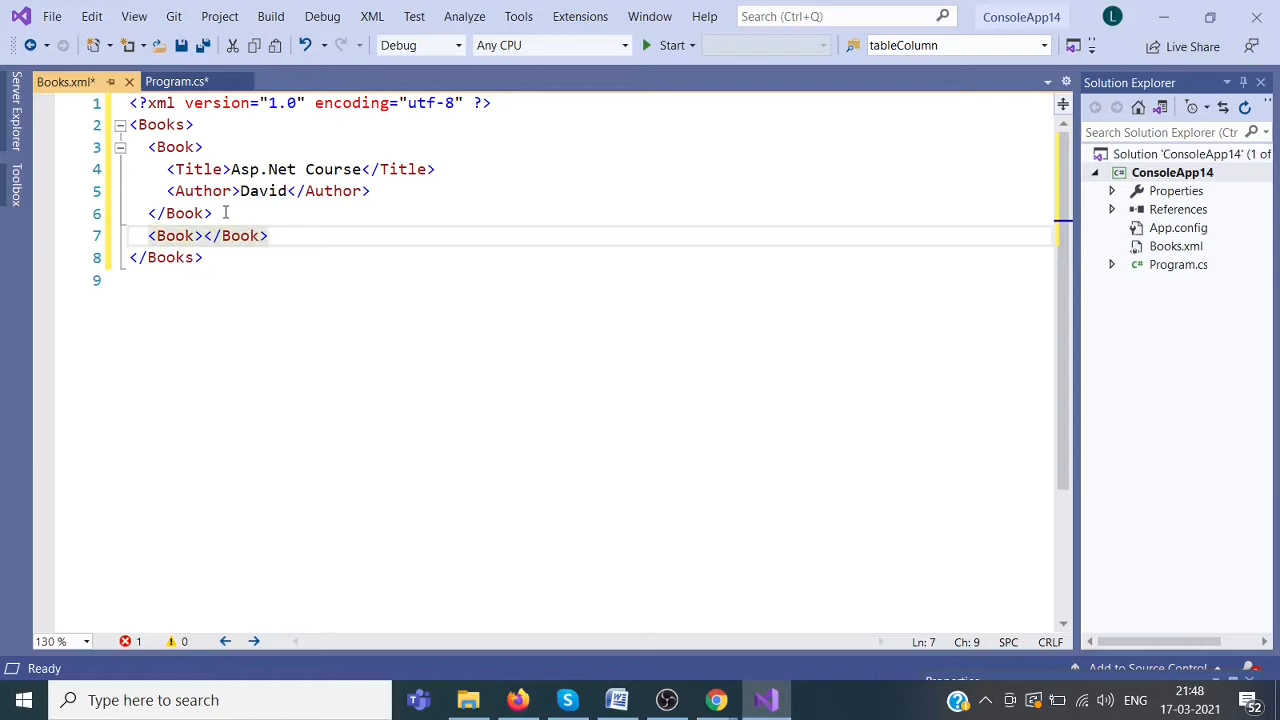 File Edit View Git Project Build Debug XML Test Analyze Tools Extensions Window Help Search (Ctrl+Q) ConsoleApp14 L
Debug Any CPU Start tableColumn Live Share
Server Explorer
Toolbox
Books.xml* Program.cs*
1 <?xml version="1.0" encoding="utf-8" ?>
2 <Books>
3 <Book>
4 <Title>Asp.Net Course</Title>
5 <Author>David</Author>
6 </Book>
7 <Book></Book>
8 </Books>
9
Solution Explorer
Search Solution Explorer (Ctrl
Solution 'ConsoleApp14' (1 of
ConsoleApp14
Properties
References
App.config
Books.xml
Program.cs
130 % 1 0 Ln: 7 Ch: 9 SPC CRLF
Ready Add to Source Control
Properties
Type here to search ENG 21:48
17-03-2021 52